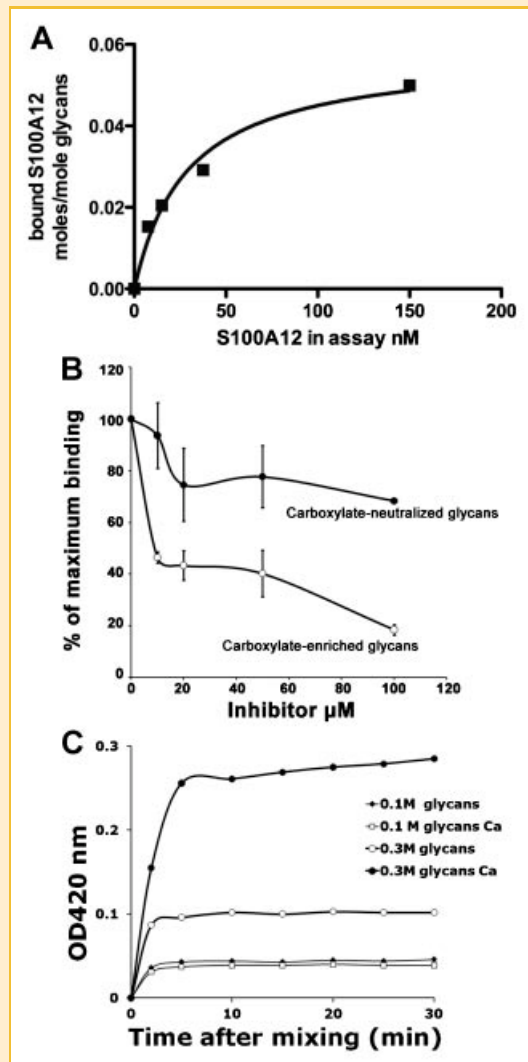 A
bound S100A12
moles/mole glycans
0.06
0.04
0.02
0.00
0 50 100 150 200
S100A12 in assay nM
B
% of maximum binding
120
100
80
60
40
20
0
Carboxylate-neutralized glycans
Carboxylate-enriched glycans
0 20 40 60 80 100 120
Inhibitor µM
C
OD420 nm
0.3
0.2
0.1
0
0.1M glycans
0.1 M glycans Ca
0.3M glycans
0.3M glycans Ca
0 10 20 30
Time after mixing (min)